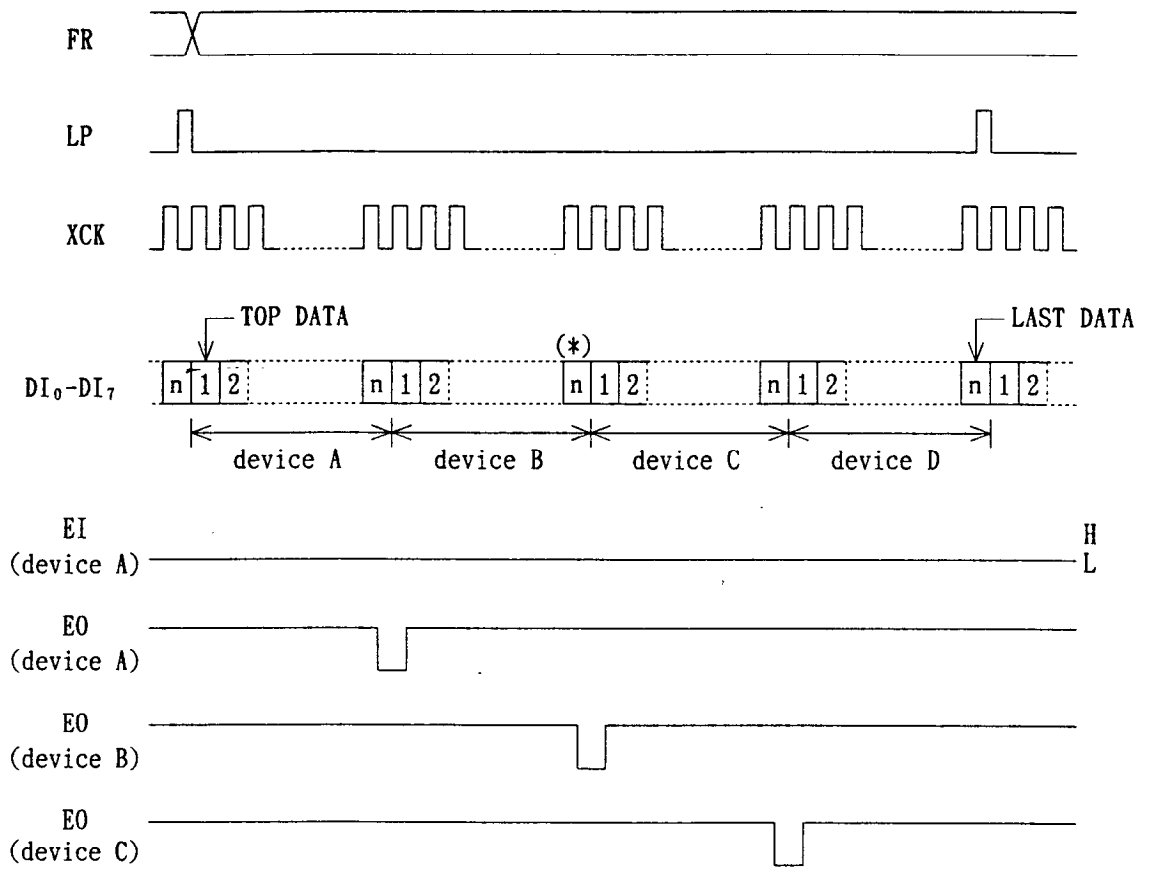 FR
LP
XCK
TOP DATA
LAST DATA
(*)
DI₀-DI₇
n 1 2 n 1 2 n 1 2 n 1 2 n 1 2
device A device B device C device D
EI
(device A)
H
L
EO
(device A)
EO
(device B)
EO
(device C)